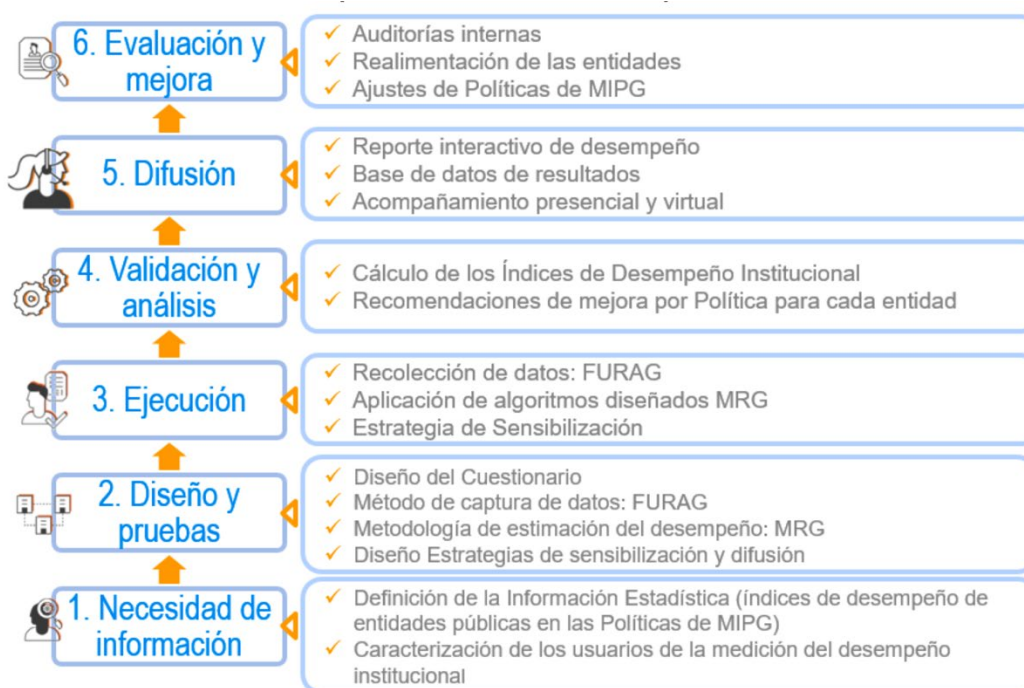 6. Evaluación y
mejora
✓ Auditorías internas
✓ Realimentación de las entidades
✓ Ajustes de Políticas de MIPG
5. Difusión
✓ Reporte interactivo de desempeño
✓ Base de datos de resultados
✓ Acompañamiento presencial y virtual
4. Validación y
análisis
✓ Cálculo de los Índices de Desempeño Institucional
✓ Recomendaciones de mejora por Política para cada entidad
3. Ejecución
✓ Recolección de datos: FURAG
✓ Aplicación de algoritmos diseñados MRG
✓ Estrategia de Sensibilización
2. Diseño y
pruebas
✓ Diseño del Cuestionario
✓ Método de captura de datos: FURAG
✓ Metodología de estimación del desempeño: MRG
✓ Diseño Estrategias de sensibilización y difusión
1. Necesidad de
información
✓ Definición de la Información Estadística (índices de desempeño de
entidades públicas en las Políticas de MIPG)
✓ Caracterización de los usuarios de la medición del desempeño
institucional